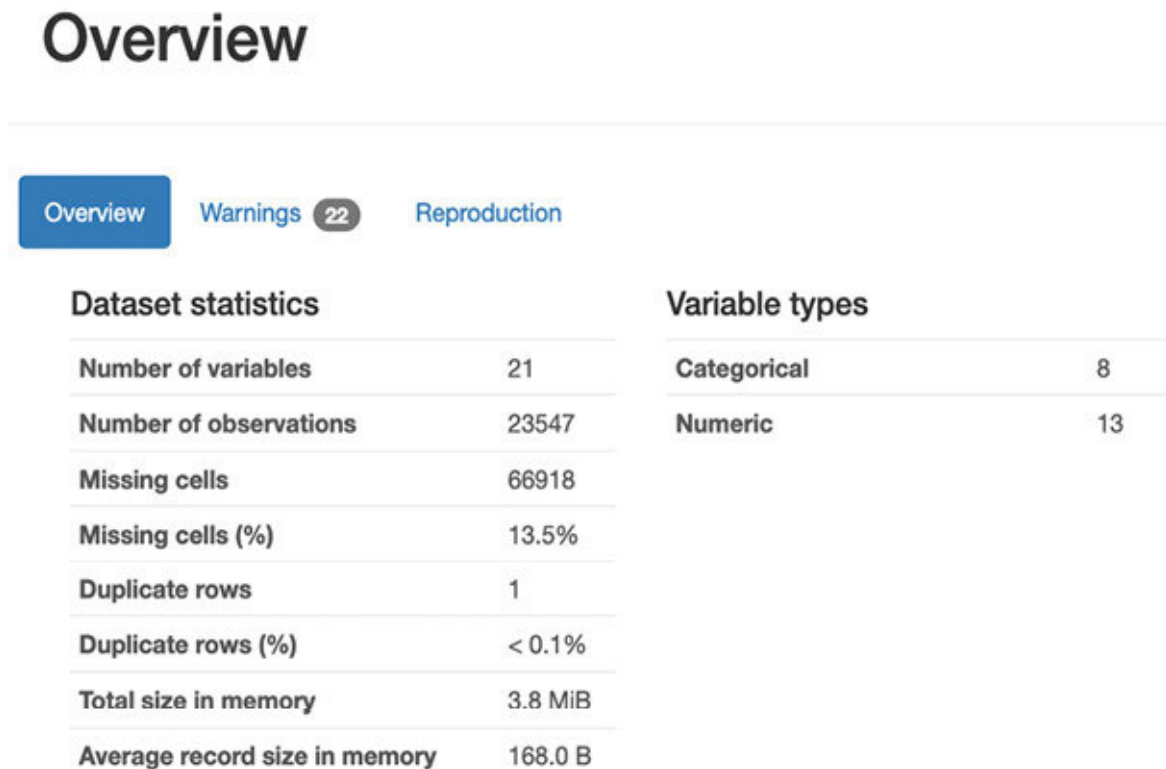 Overview
Overview Warnings 22 Reproduction
Dataset statistics
Number of variables 21
Number of observations 23547
Missing cells 66918
Missing cells (%) 13.5%
Duplicate rows 1
Duplicate rows (%) < 0.1%
Total size in memory 3.8 MiB
Average record size in memory 168.0 B
Variable types
Categorical 8
Numeric 13